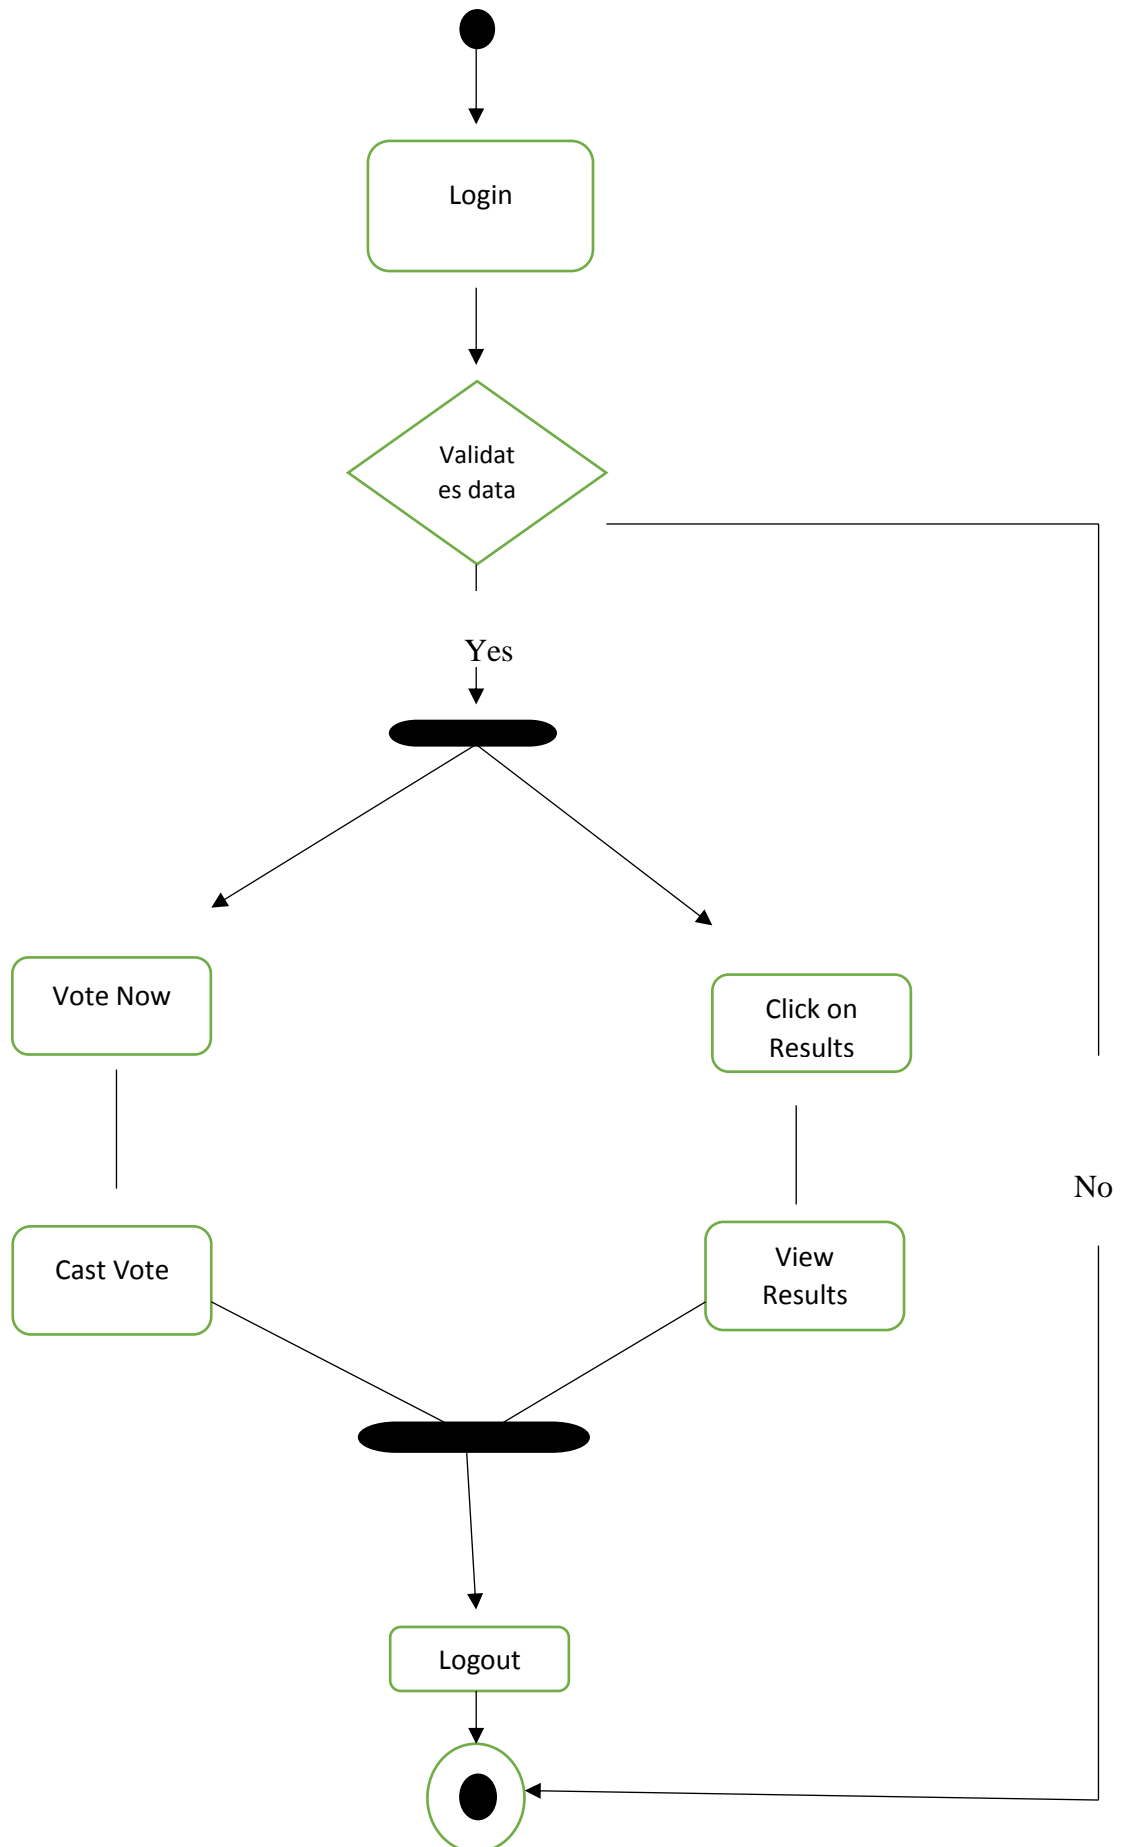 Login
Validat
es data
Yes
Vote Now
Click on
Results
No
Cast Vote
View
Results
Logout